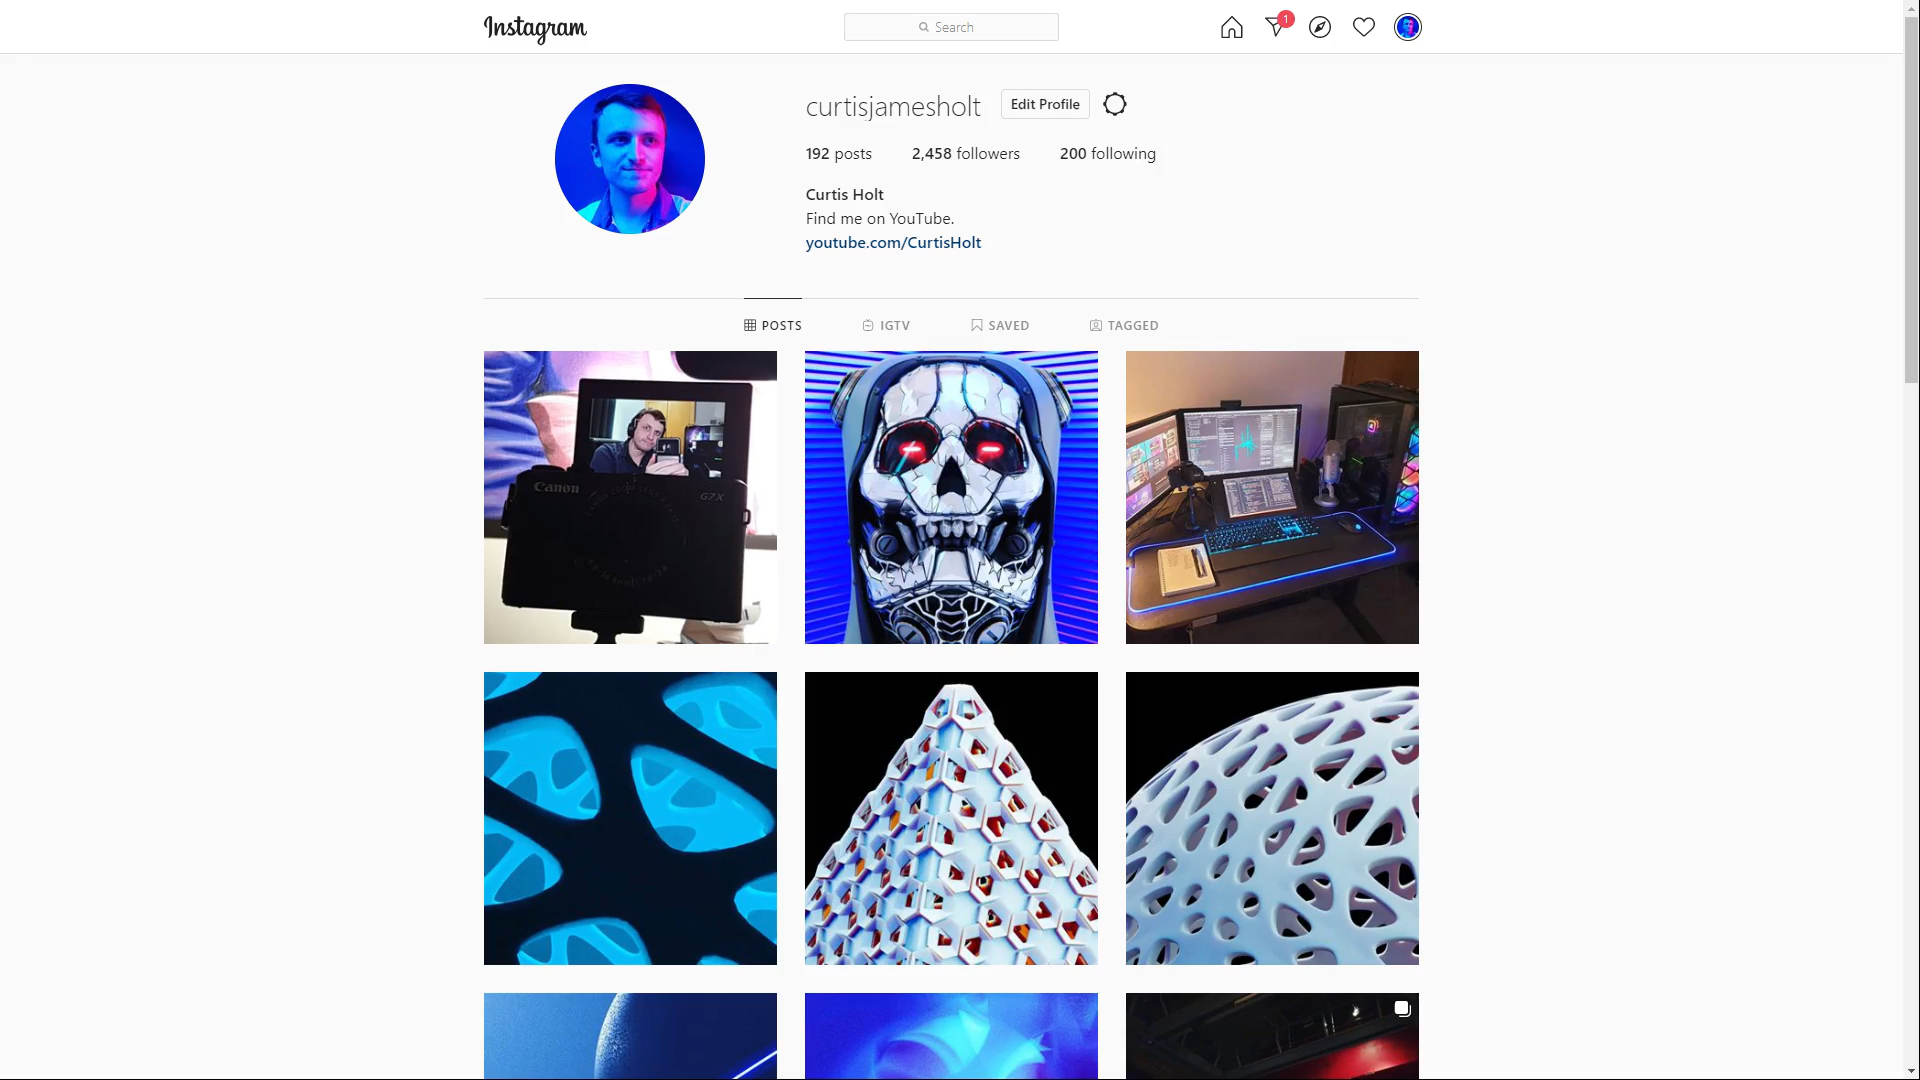 Instagram
Search
1
curtisjamesholt
Edit Profile
192 posts
2,458 followers
200 following
Curtis Holt
Find me on YouTube.
youtube.com/CurtisHolt
POSTS
IGTV
SAVED
TAGGED
Canon
G7X